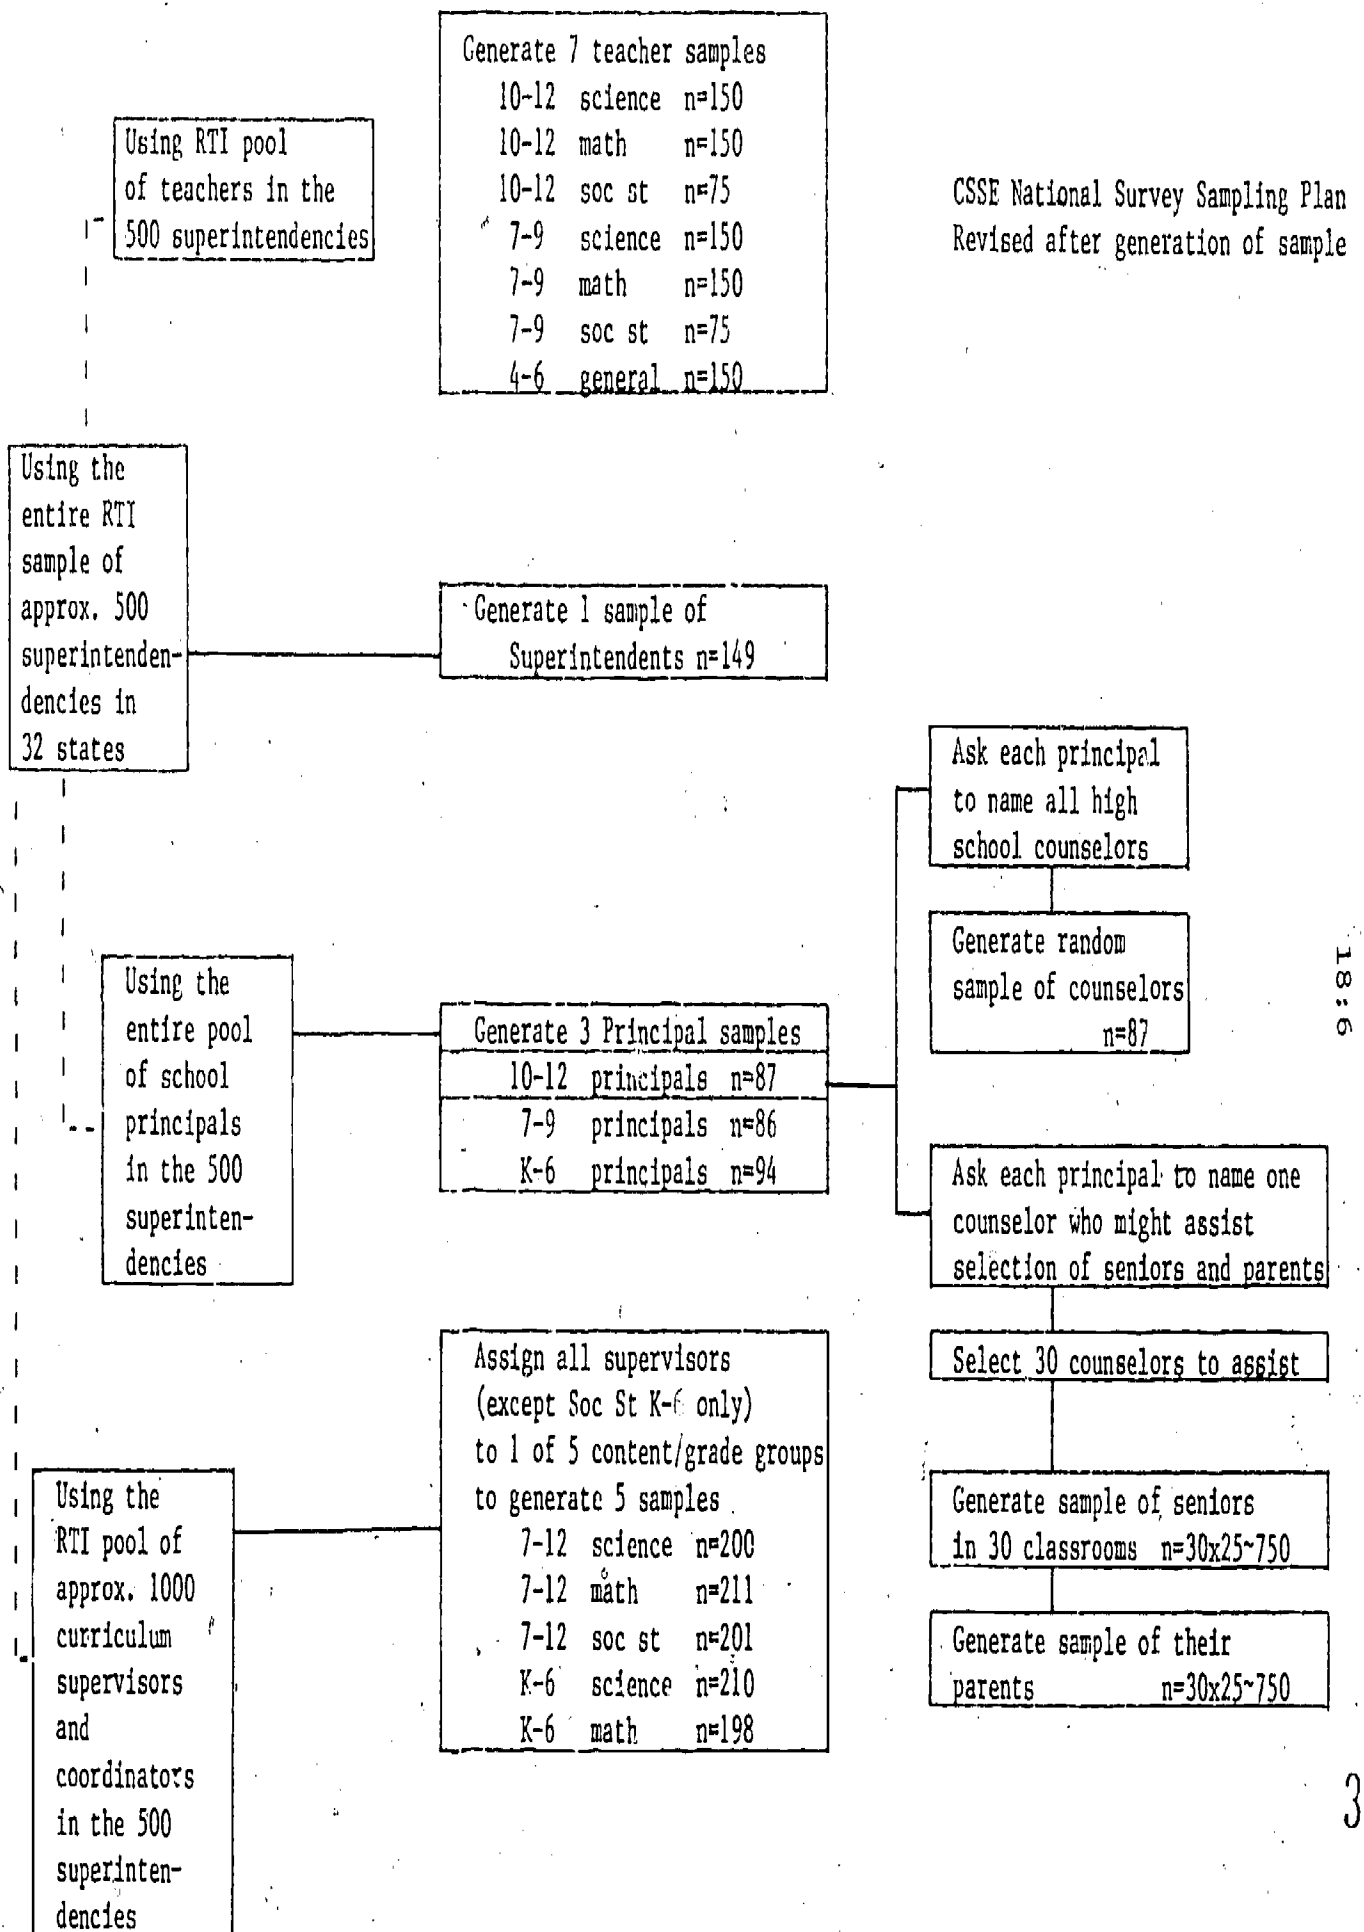 Generate 7 teacher samples
10-12 science n=150
10-12 math n=150
10-12 soc st n=75
7-9 science n=150
7-9 math n=150
7-9 soc st n=75
4-6 general n=150
Using RTI pool
of teachers in the
500 superintendencies
CSSE National Survey Sampling Plan
Revised after generation of sample
Using the
entire RTI
sample of
approx. 500
superintenden-
dencies in
32 states
Generate 1 sample of
Superintendents n=149
Ask each principal
to name all high
school counselors
Generate random
sample of counselors
n=87
18:6
Using the
entire pool
of school
principals
in the 500
superinten-
dencies
Generate 3 Principal samples
10-12 principals n=87
7-9 principals n=86
K-6 principals n=94
Ask each principal to name one
counselor who might assist
selection of seniors and parents
Select 30 counselors to assist
Generate sample of seniors
in 30 classrooms n=30x25~750
Generate sample of their
parents n=30x25~750
Assign all supervisors
(except Soc St K-6 only)
to 1 of 5 content/grade groups
to generate 5 samples
7-12 science n=200
7-12 math n=211
7-12 soc st n=201
K-6 science n=210
K-6 math n=198
Using the
RTI pool of
approx. 1000
curriculum
supervisors
and
coordinators
in the 500
superinten-
dencies
3